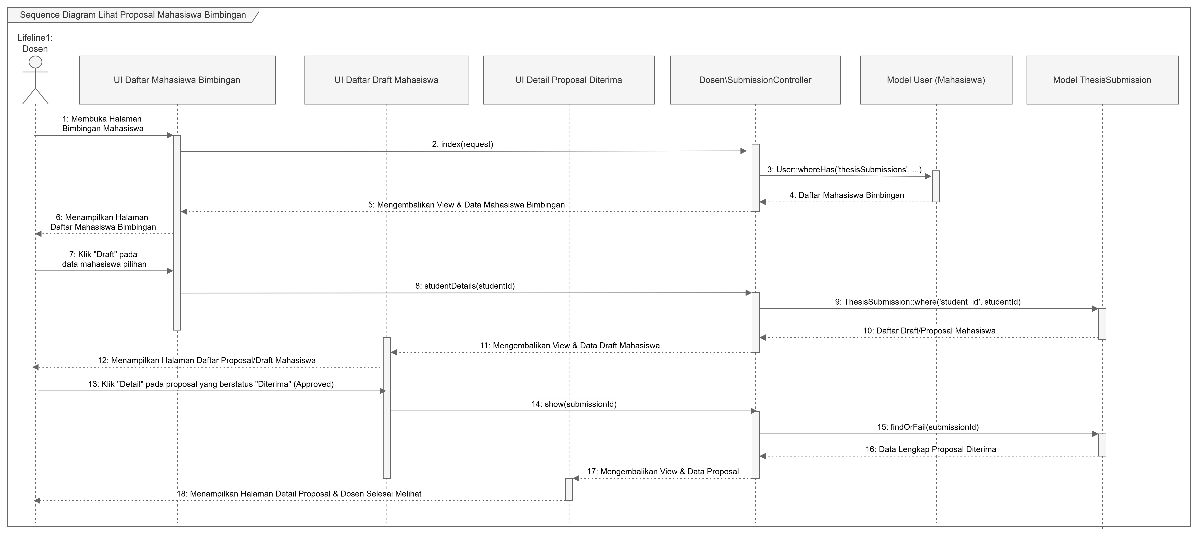 Sequence Diagram Lihat Proposal Mahasiswa Bimbingan
Lifeline1:
Dosen
UI Daftar Mahasiswa Bimbingan
UI Daftar Draft Mahasiswa
UI Detail Proposal Diterima
Dosen\SubmissionController
Model User (Mahasiswa)
Model ThesisSubmission
1: Membuka Halaman
Bimbingan Mahasiswa
2: index(request)
3: User::whereHas('thesisSubmissions', ...)
4: Daftar Mahasiswa Bimbingan
5: Mengembalikan View & Data Mahasiswa Bimbingan
6: Menampilkan Halaman
Daftar Mahasiswa Bimbingan
7: Klik "Draft" pada
data mahasiswa pilihan
8: studentDetails(studentId)
9: ThesisSubmission::where('student_id', studentId)
10: Daftar Draft/Proposal Mahasiswa
11: Mengembalikan View & Data Draft Mahasiswa
12: Menampilkan Halaman Daftar Proposal/Draft Mahasiswa
13: Klik "Detail" pada proposal yang berstatus "Diterima" (Approved)
14: show(submissionId)
15: findOrFail(submissionId)
16: Data Lengkap Proposal Diterima
17: Mengembalikan View & Data Proposal
18: Menampilkan Halaman Detail Proposal & Dosen Selesai Melihat